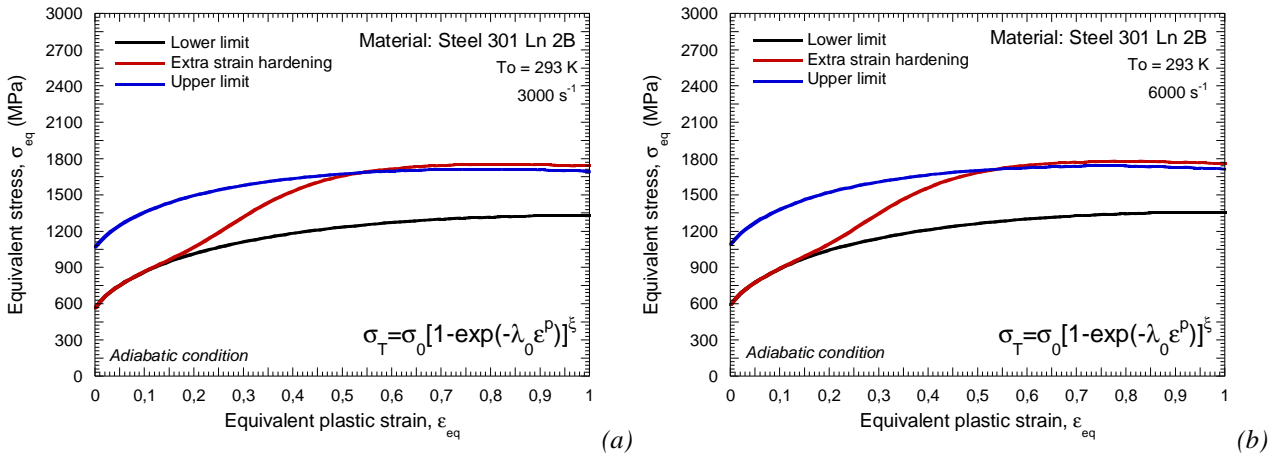 3000
2700
2400
2100
1800
1500
1200
900
600
300
0
Equivalent stress, σeq (MPa)
Lower limit
Extra strain hardening
Upper limit
Material: Steel 301 Ln 2B
To = 293 K
3000 s-1
σT=σ0[1-exp(-λ0εp)]ξ
Adiabatic condition
0 0,1 0,2 0,3 0,4 0,5 0,6 0,7 0,8 0,9 1
Equivalent plastic strain, εeq
(a)
3000
2700
2400
2100
1800
1500
1200
900
600
300
0
Equivalent stress, σeq (MPa)
Lower limit
Extra strain hardening
Upper limit
Material: Steel 301 Ln 2B
To = 293 K
6000 s-1
σT=σ0[1-exp(-λ0εp)]ξ
Adiabatic condition
0 0,1 0,2 0,3 0,4 0,5 0,6 0,7 0,8 0,9 1
Equivalent plastic strain, εeq
(b)